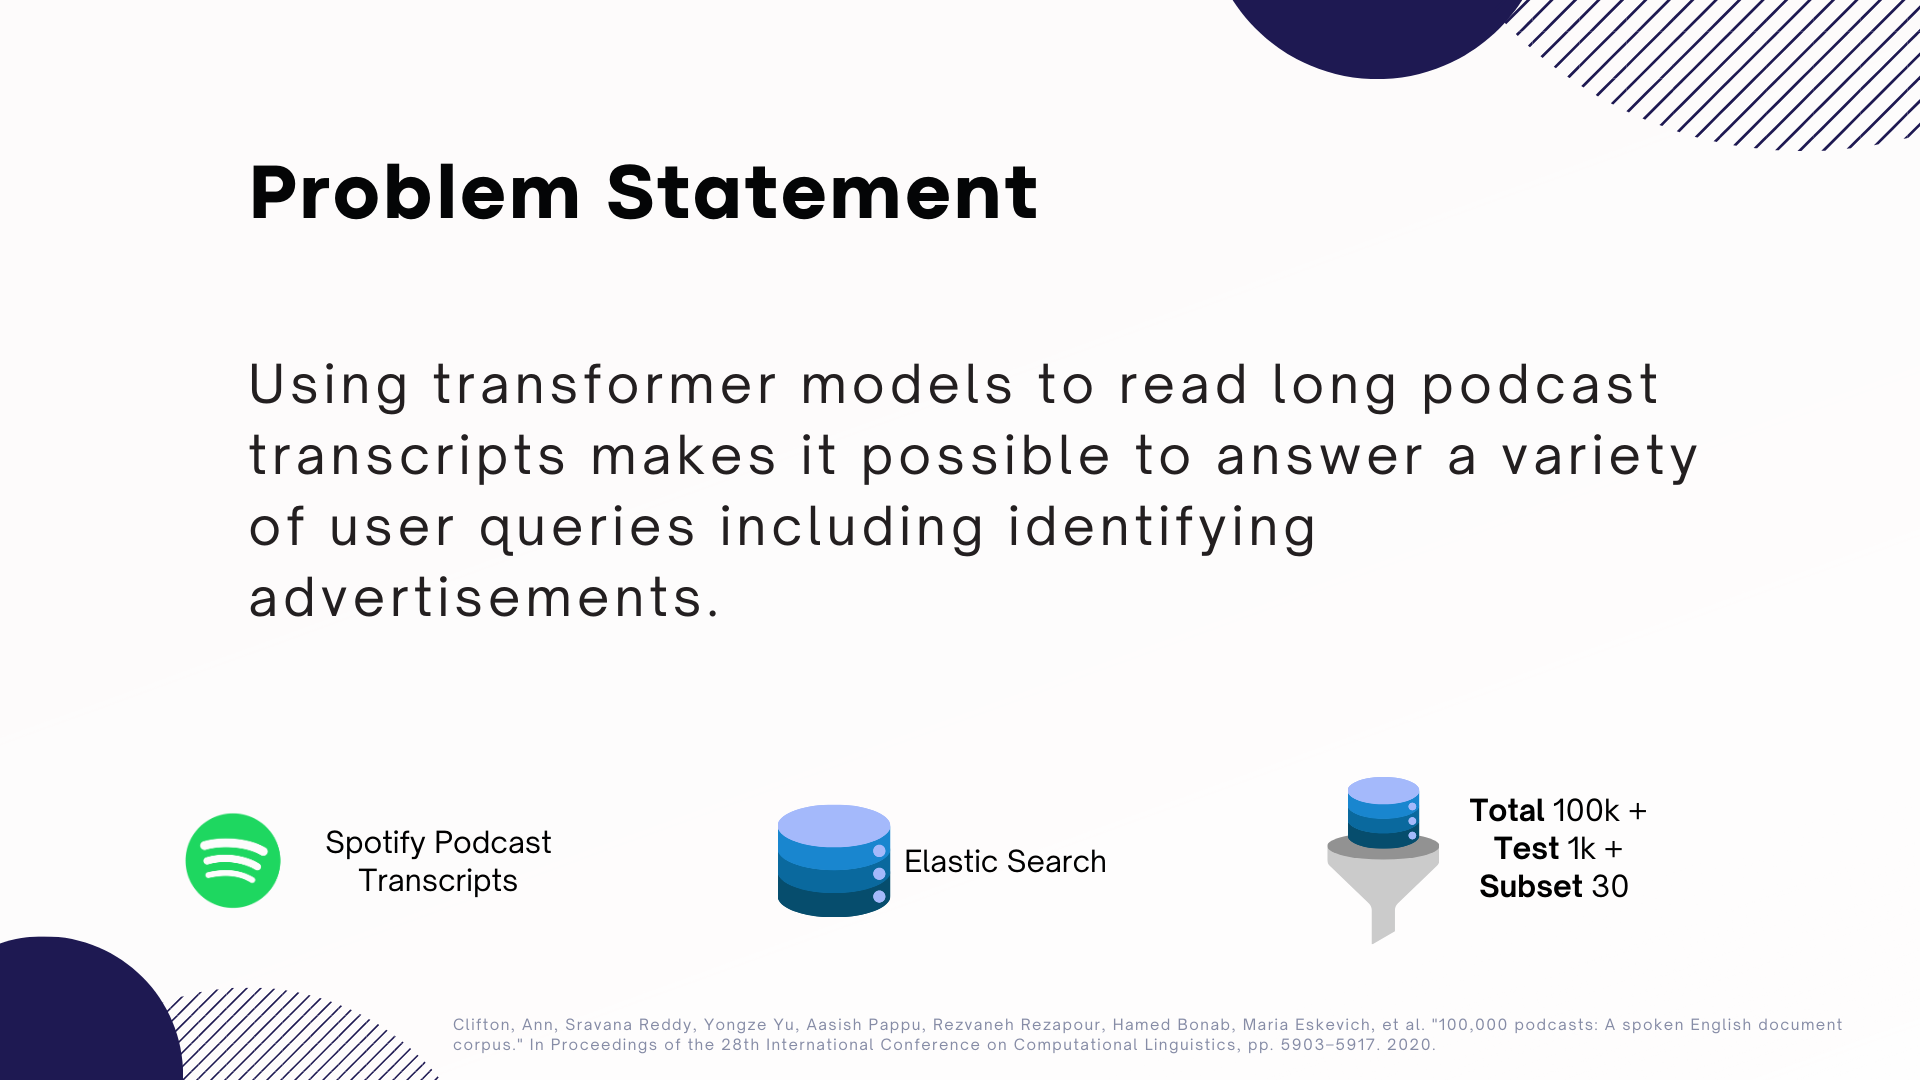 Problem Statement
Using transformer models to read long podcast
transcripts makes it possible to answer a variety
of user queries including identifying
advertisements.
Spotify Podcast
Transcripts
Elastic Search
Total 100k +
Test 1k +
Subset 30
Clifton, Ann, Sravana Reddy, Yongze Yu, Aasish Pappu, Rezvaneh Rezapour, Hamed Bonab, Maria Eskevich, et al. "100,000 podcasts: A spoken English document
corpus." In Proceedings of the 28th International Conference on Computational Linguistics, pp. 5903–5917. 2020.